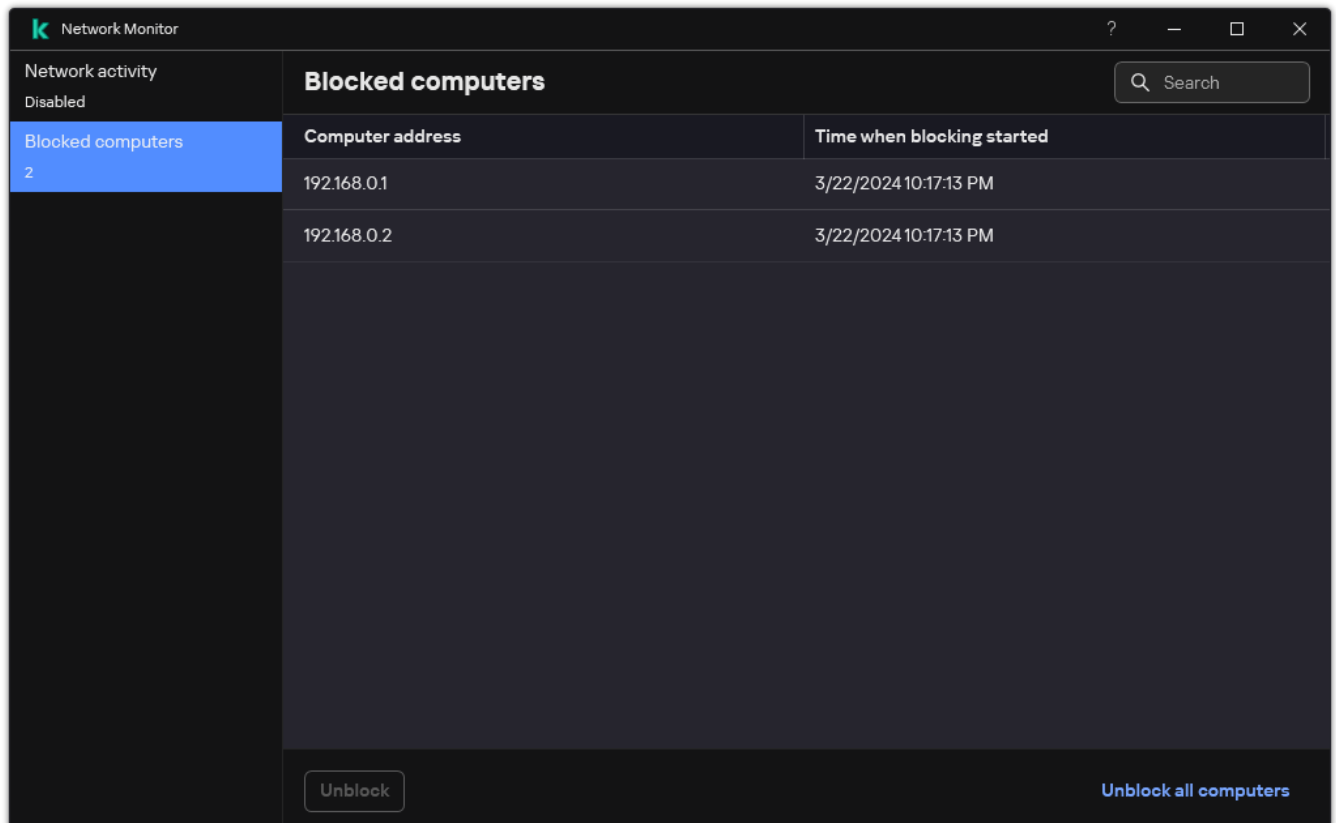 Network Monitor
Network activity
Disabled
Blocked computers
2
Blocked computers
Search
Computer address Time when blocking started
192.168.0.1 3/22/2024 10:17:13 PM
192.168.0.2 3/22/2024 10:17:13 PM
Unblock
Unblock all computers